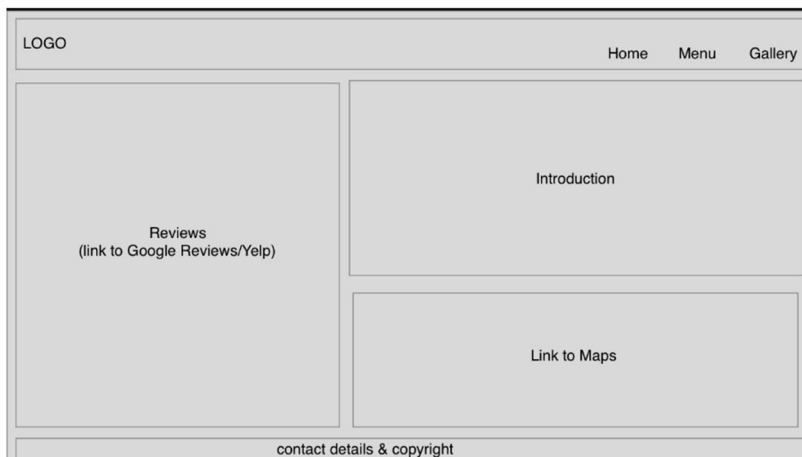 LOGO
Home Menu Gallery
Introduction
Reviews
(link to Google Reviews/Yelp)
Link to Maps
contact details & copyright